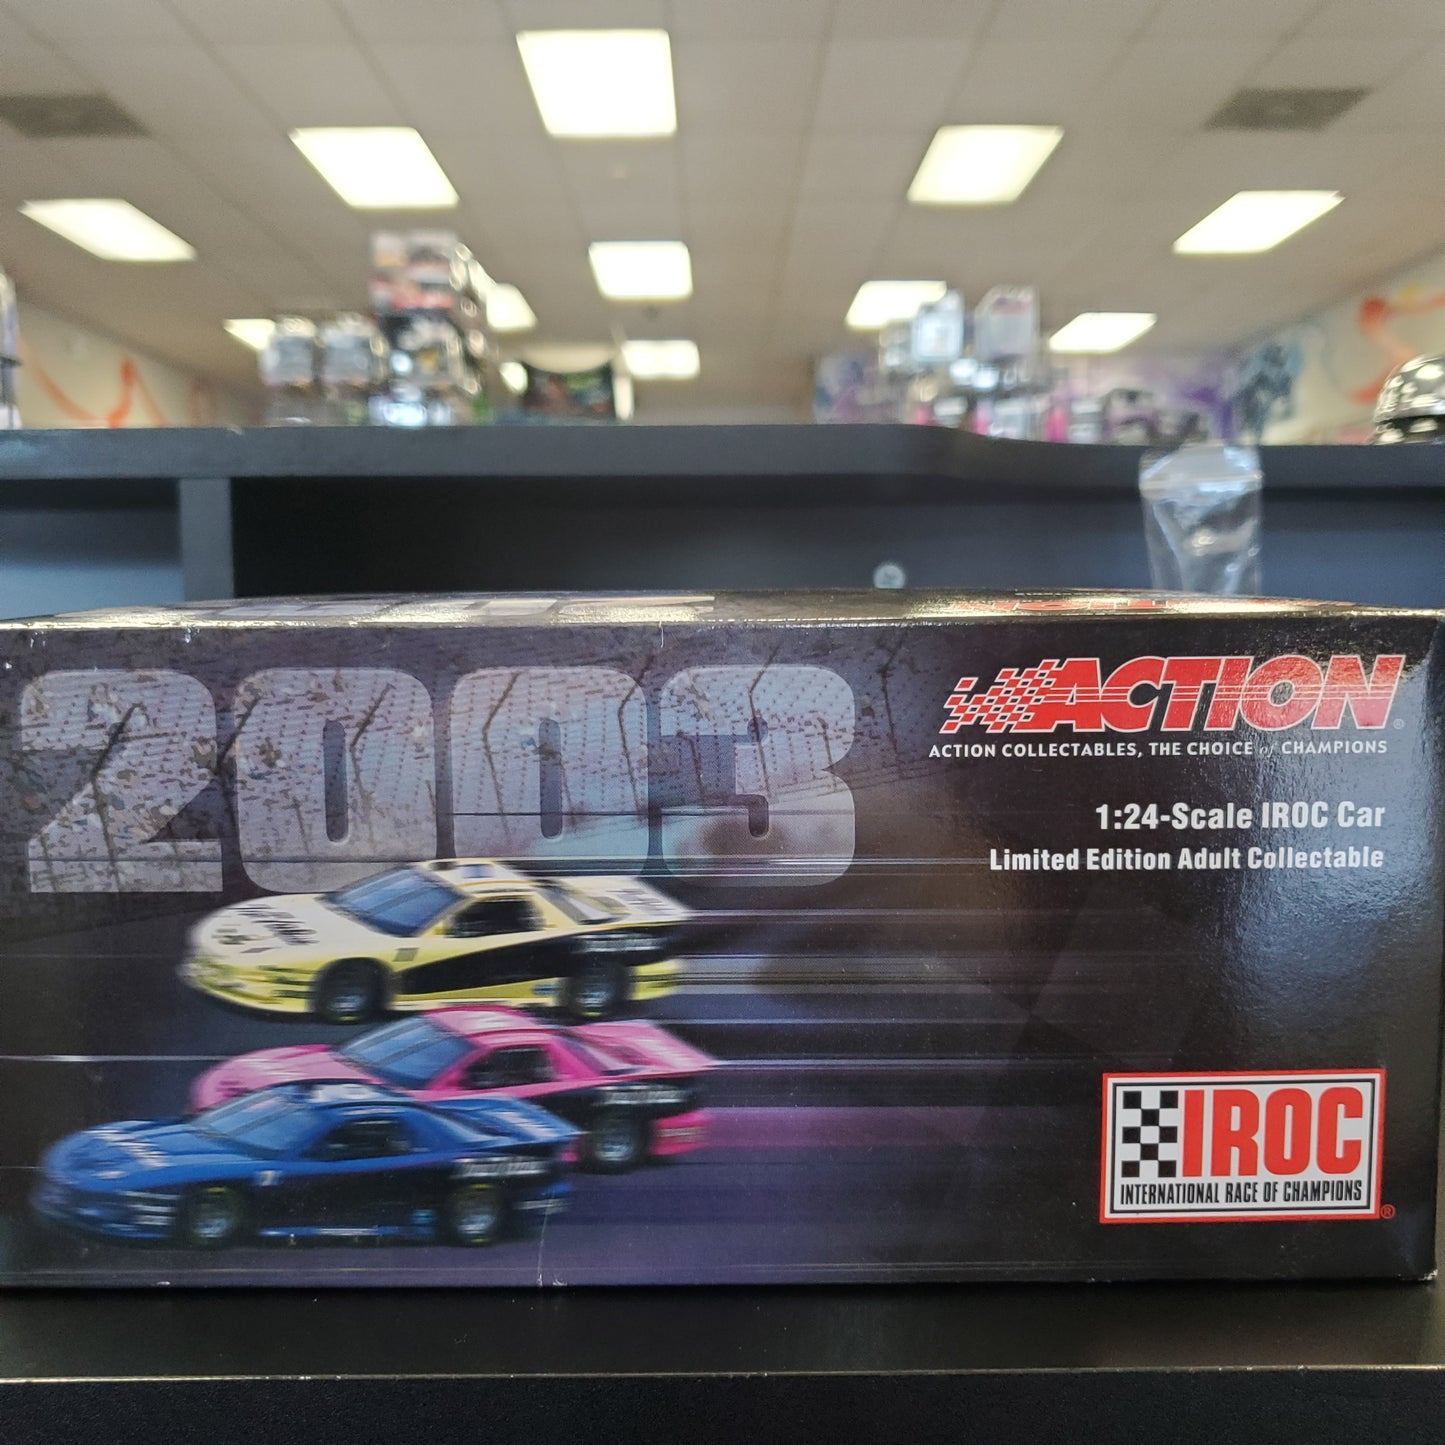 2003
ACTION®
ACTION COLLECTABLES, THE CHOICE of CHAMPIONS
1:24-Scale IROC Car
Limited Edition Adult Collectable
IROC
INTERNATIONAL RACE OF CHAMPIONS®